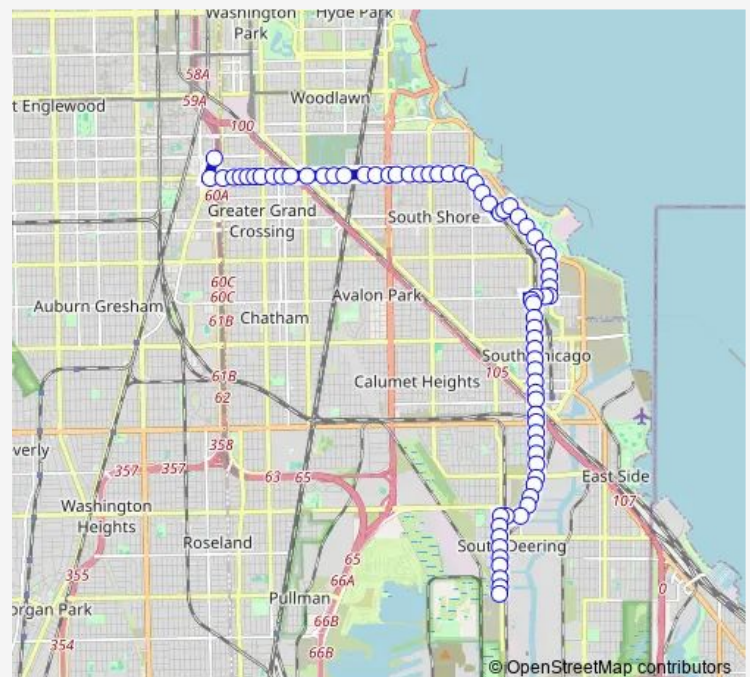 Washington
Park
Hyde Park
58A
59A
t Englewood
Woodlawn
100
60A
Greater Grand
Crossing
South Shore
60C
60C
Avalon Park
Auburn Gresham
61B
Chatham
South Chicago
105
61B
Calumet Heights
62
358
verly
357
357
63
65
East Side
107
Washington
Heights
Roseland
South Deering
65
355
66A
Pullman
0
organ Park
66B
354
66B
© OpenStreetMap contributors